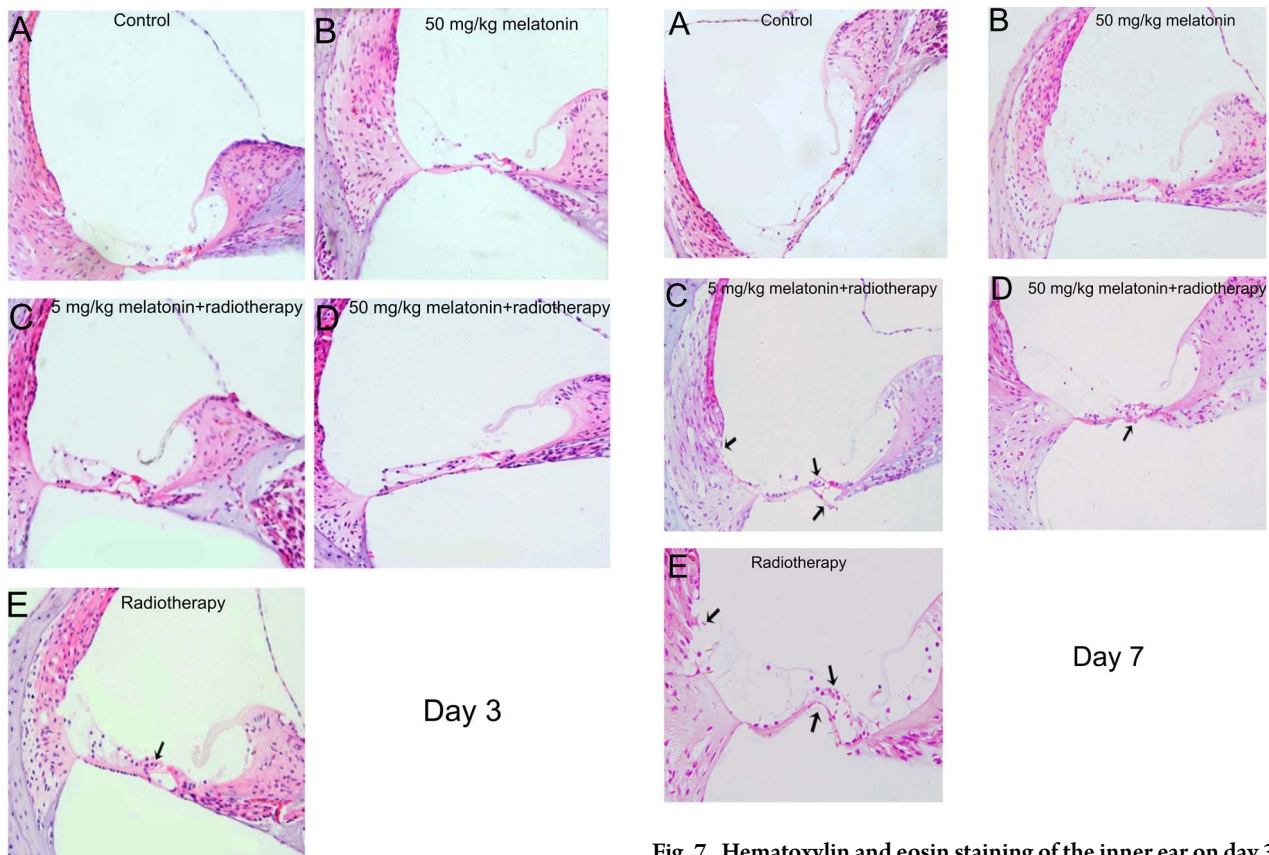 A
Control
B
50 mg/kg melatonin
C
5 mg/kg melatonin+radiotherapy
D
50 mg/kg melatonin+radiotherapy
E
Radiotherapy
Day 3
A
Control
B
50 mg/kg melatonin
C
5 mg/kg melatonin+radiotherapy
D
50 mg/kg melatonin+radiotherapy
E
Radiotherapy
Day 7
Fig. 7 Hematoxylin and eosin staining of the inner ear on day 3